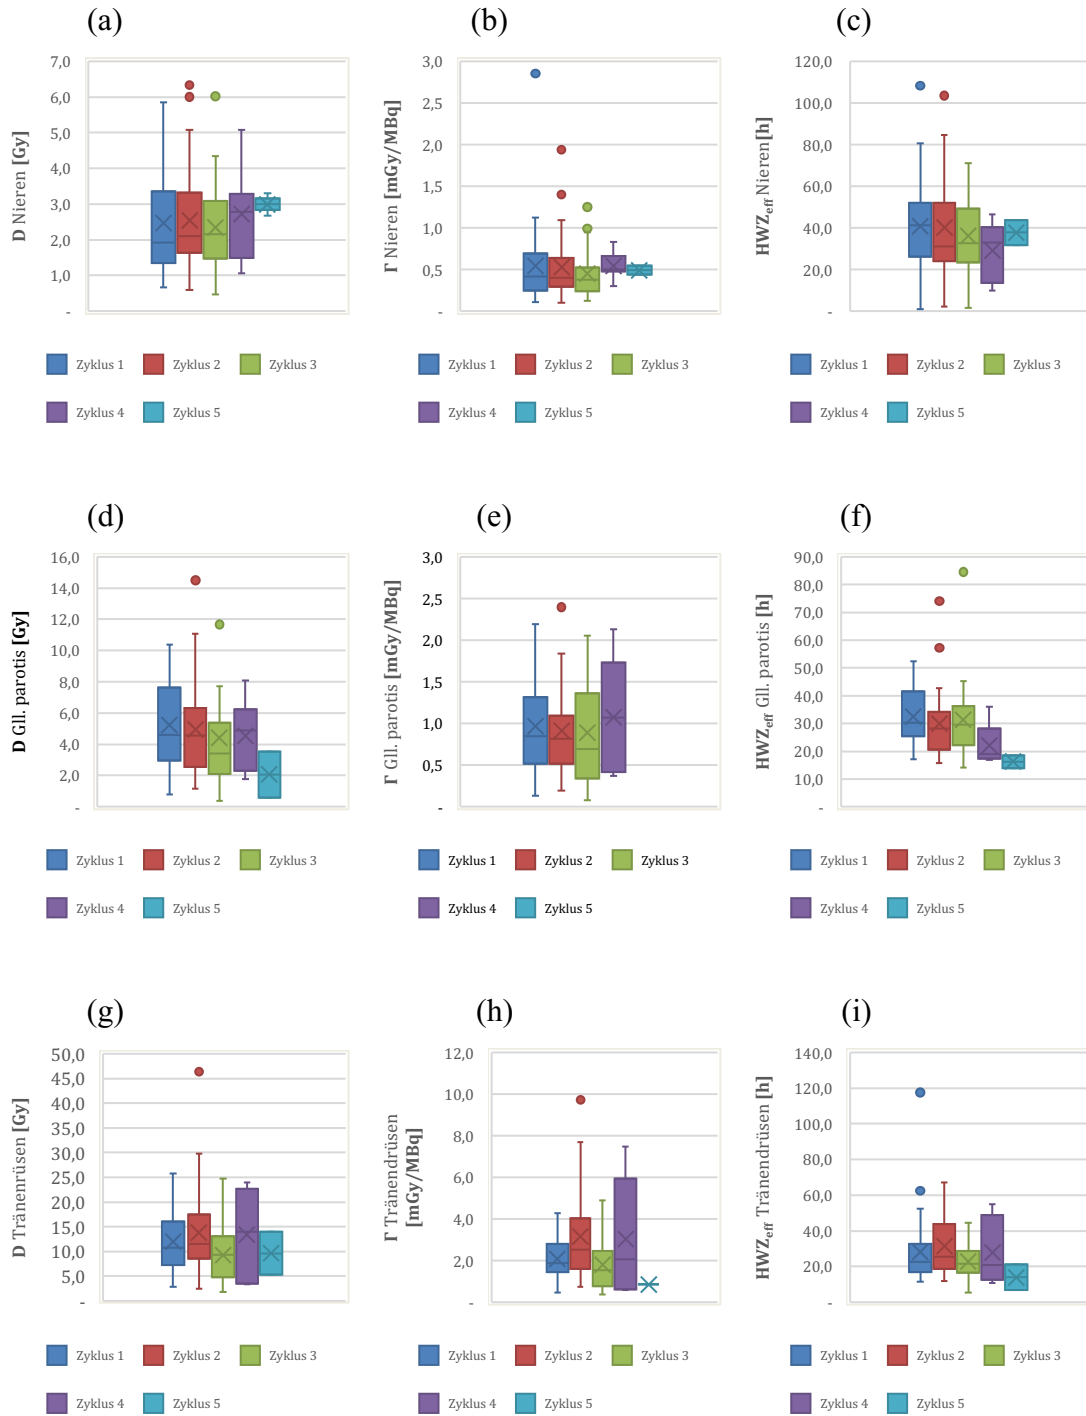 (a)
(b)
(c)
D Nieren [Gy]
7,0
6,0
5,0
4,0
3,0
2,0
1,0
-
Γ Nieren [mGy/MBq]
3,0
2,5
2,0
1,5
1,0
0,5
-
HWZeff Nieren[h]
120,0
100,0
80,0
60,0
40,0
20,0
-
Zyklus 1 Zyklus 2 Zyklus 3
Zyklus 4 Zyklus 5
Zyklus 1 Zyklus 2 Zyklus 3
Zyklus 4 Zyklus 5
Zyklus 1 Zyklus 2 Zyklus 3
Zyklus 4 Zyklus 5
(d)
(e)
(f)
D Gll. parotis [Gy]
16,0
14,0
12,0
10,0
8,0
6,0
4,0
2,0
-
Γ Gll. parotis [mGy/MBq]
3,0
2,5
2,0
1,5
1,0
0,5
-
HWZeff Gll. parotis [h]
90,0
80,0
70,0
60,0
50,0
40,0
30,0
20,0
10,0
-
Zyklus 1 Zyklus 2 Zyklus 3
Zyklus 4 Zyklus 5
Zyklus 1 Zyklus 2 Zyklus 3
Zyklus 4 Zyklus 5
Zyklus 1 Zyklus 2 Zyklus 3
Zyklus 4 Zyklus 5
(g)
(h)
(i)
D Tränenrüsen [Gy]
50,0
45,0
40,0
35,0
30,0
25,0
20,0
15,0
10,0
5,0
-
Γ Tränendrüsen
[mGy/MBq]
12,0
10,0
8,0
6,0
4,0
2,0
-
HWZeff Tränendrüsen [h]
140,0
120,0
100,0
80,0
60,0
40,0
20,0
-
Zyklus 1 Zyklus 2 Zyklus 3
Zyklus 4 Zyklus 5
Zyklus 1 Zyklus 2 Zyklus 3
Zyklus 4 Zyklus 5
Zyklus 1 Zyklus 2 Zyklus 3
Zyklus 4 Zyklus 5